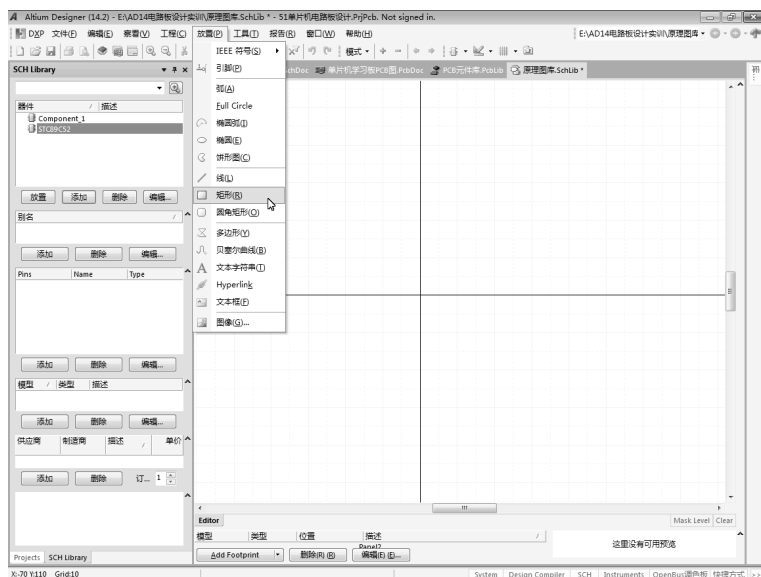 Altium Designer (14.2) - E:\AD14电路板设计实训\原理图库.SchLib * - 51单片机电路板设计.PrjPcb. Not signed in.
DXP 文件(F) 编辑(E) 察看(V) 工程(C) 放置(P) 工具(T) 报告(R) 窗口(W) 帮助(H) E:\AD14电路板设计实训\原理图库
模式
SCH Library
SchDoc 单片机学习板PCB图.PcbDoc PCB元件库.PcbLib 原理图库.SchLib *
器件 / 描述
Component_1
STC89C52
放置 添加 删除 编辑...
别名 /
添加 删除 编辑...
Pins Name Type
添加 删除 编辑...
模型 / 类型 描述
添加 删除 编辑...
供应商 制造商 描述 / 单价
添加 删除 订... 1
Projects SCH Library
IEEE 符号(S)
引脚(P)
弧(A)
Full Circle
椭圆弧(I)
椭圆(E)
饼形图(C)
线(L)
矩形(R)
圆角矩形(O)
多边形(Y)
贝塞尔曲线(B)
文本字符串(T)
Hyperlink
文本框(F)
图像(G)...
Editor Mask Level Clear
模型 类型 位置 描述 /
Panel2
Add Footprint 删除(R) (R) 编辑(E) (E)...
这里没有可用预览
X:-70 Y:110 Grid:10 System Design Compiler SCH Instruments OpenBus调色板 快捷方式 >>